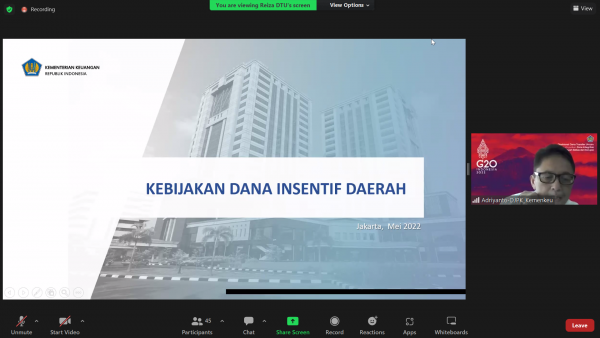 Recording
You are viewing Reiza DTU's screen
View Options
View
KEMENTERIAN KEUANGAN
REPUBLIK INDONESIA
KEBIJAKAN DANA INSENTIF DAERAH
Jakarta, Mei 2022
G20
INDONESIA
2022
Adriyanto-DJPK, Kemenkeu
Unmute
Start Video
45
Participants
Chat
Share Screen
Record
Reactions
Apps
Whiteboards
Leave